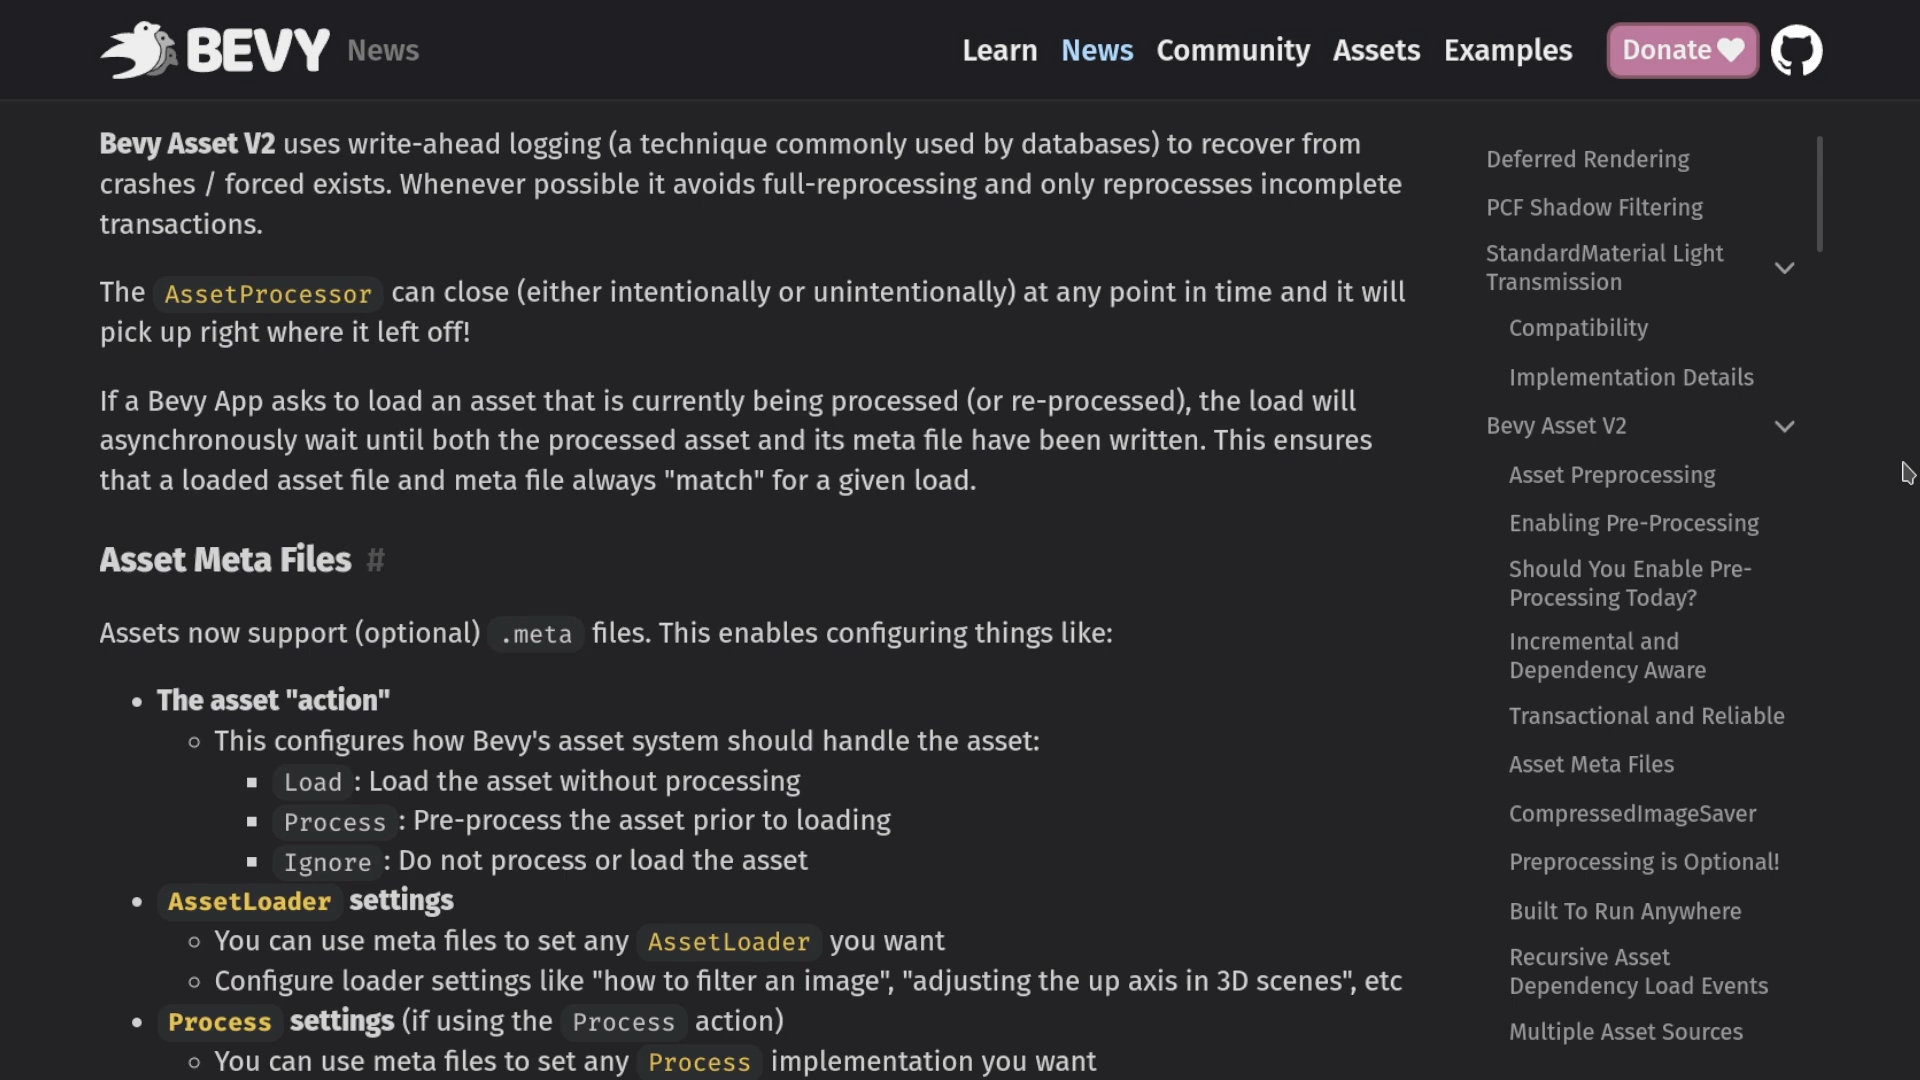 BEVY News
Learn News Community Assets Examples Donate
Bevy Asset V2 uses write-ahead logging (a technique commonly used by databases) to recover from
crashes / forced exists. Whenever possible it avoids full-reprocessing and only reprocesses incomplete
transactions.
The AssetProcessor can close (either intentionally or unintentionally) at any point in time and it will
pick up right where it left off!
If a Bevy App asks to load an asset that is currently being processed (or re-processed), the load will
asynchronously wait until both the processed asset and its meta file have been written. This ensures
that a loaded asset file and meta file always "match" for a given load.
Asset Meta Files #
Assets now support (optional) .meta files. This enables configuring things like:
• The asset "action"
◦ This configures how Bevy's asset system should handle the asset:
▪ Load : Load the asset without processing
▪ Process : Pre-process the asset prior to loading
▪ Ignore : Do not process or load the asset
• AssetLoader settings
◦ You can use meta files to set any AssetLoader you want
◦ Configure loader settings like "how to filter an image", "adjusting the up axis in 3D scenes", etc
• Process settings (if using the Process action)
◦ You can use meta files to set any Process implementation you want
Deferred Rendering
PCF Shadow Filtering
StandardMaterial Light
Transmission
Compatibility
Implementation Details
Bevy Asset V2
Asset Preprocessing
Enabling Pre-Processing
Should You Enable Pre-
Processing Today?
Incremental and
Dependency Aware
Transactional and Reliable
Asset Meta Files
CompressedImageSaver
Preprocessing is Optional!
Built To Run Anywhere
Recursive Asset
Dependency Load Events
Multiple Asset Sources